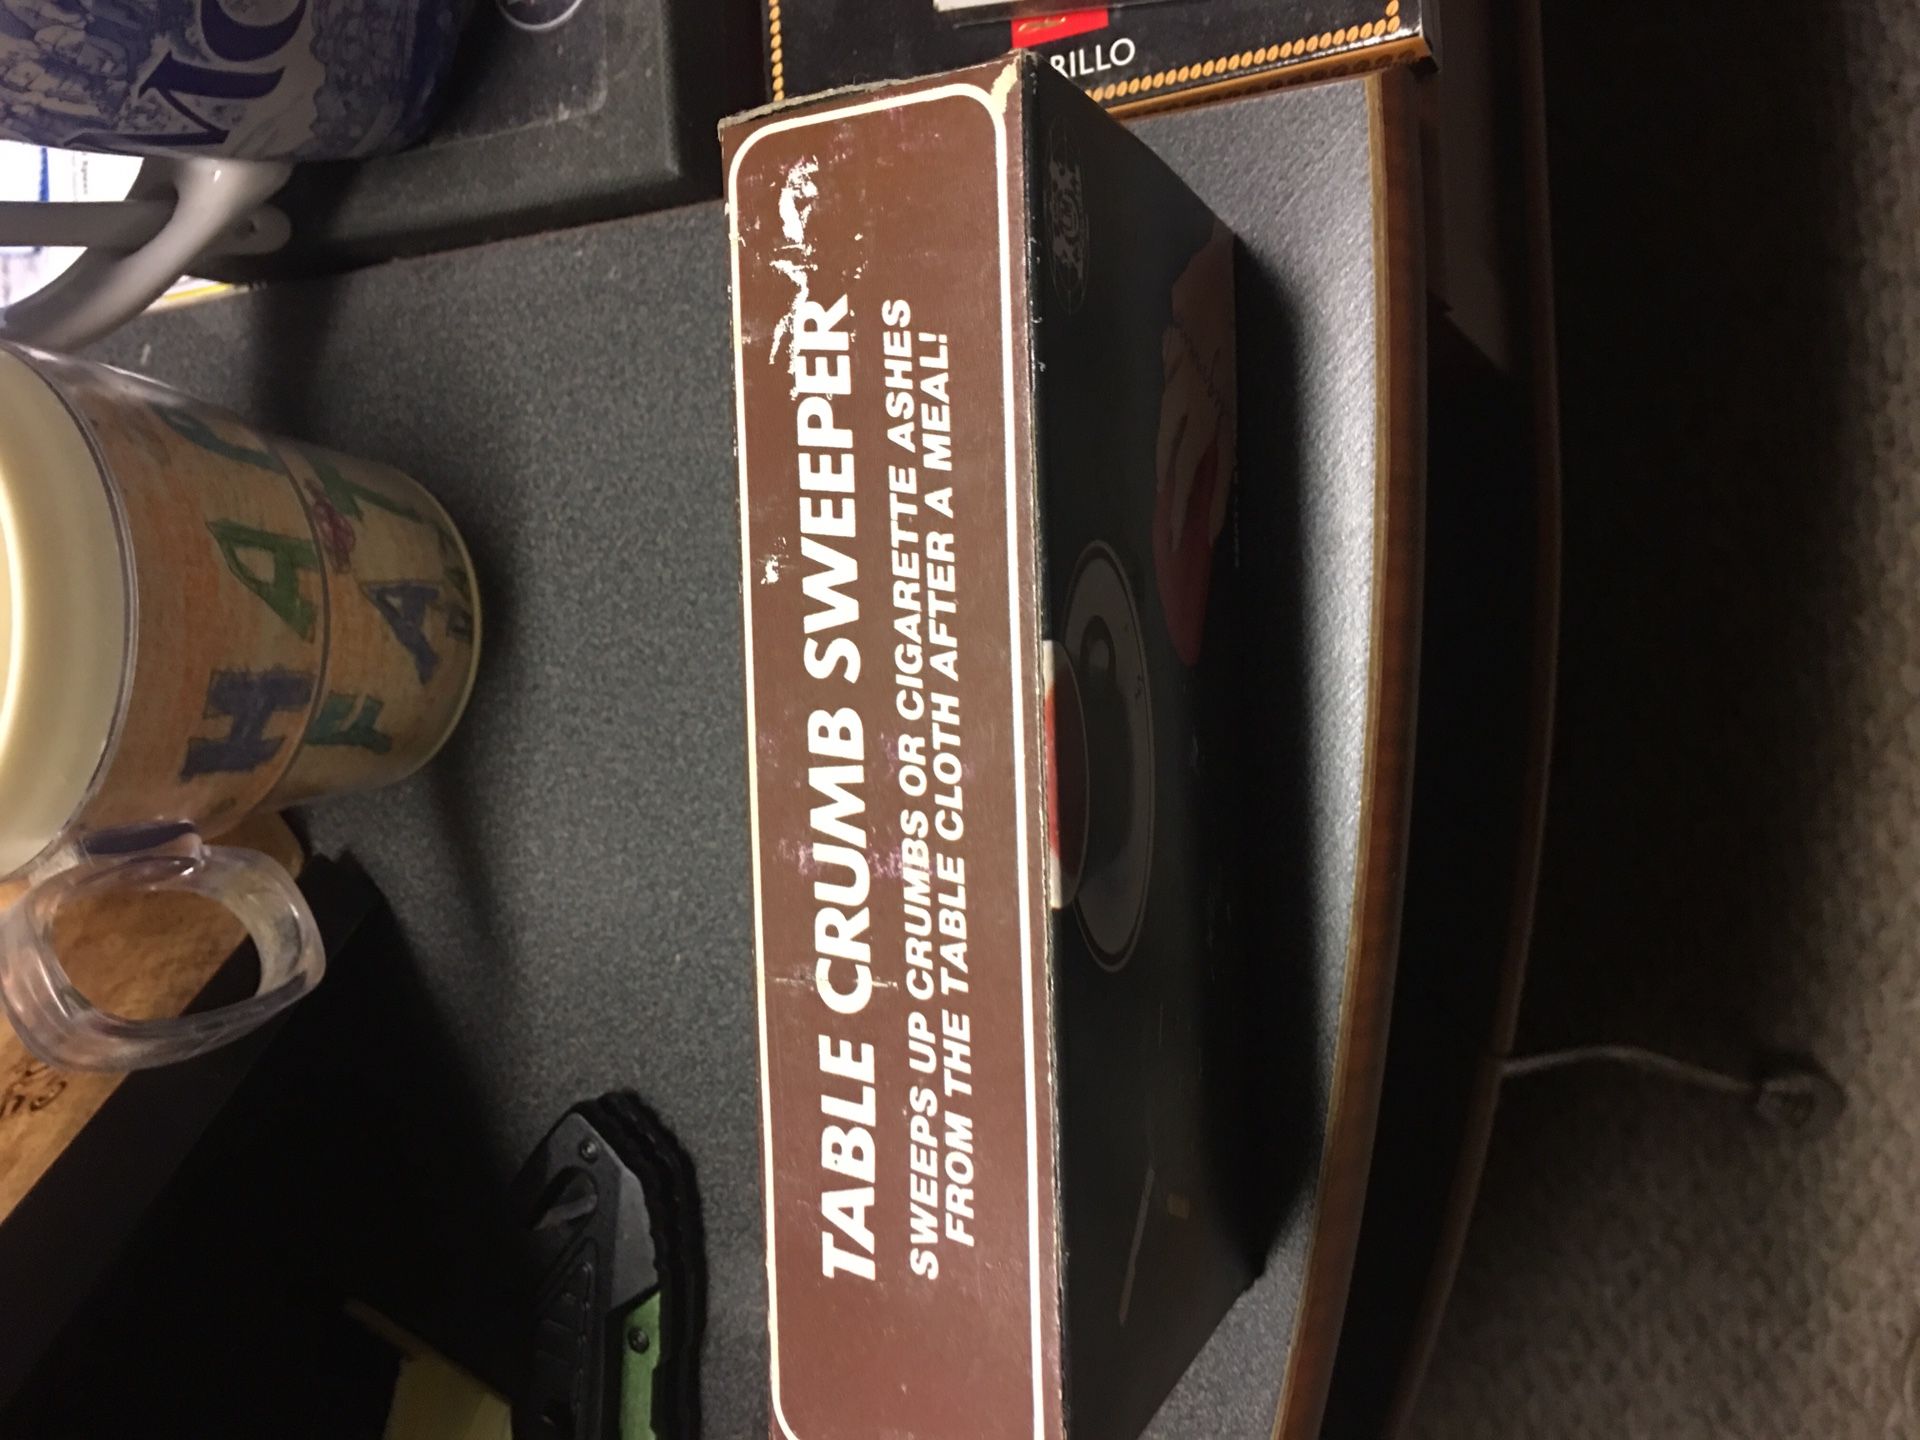 TABLE CRUMB SWEEPER
SWEEPS UP CRUMBS OR CIGARETTE ASHES
FROM THE TABLE CLOTH AFTER A MEAL!
RILLO